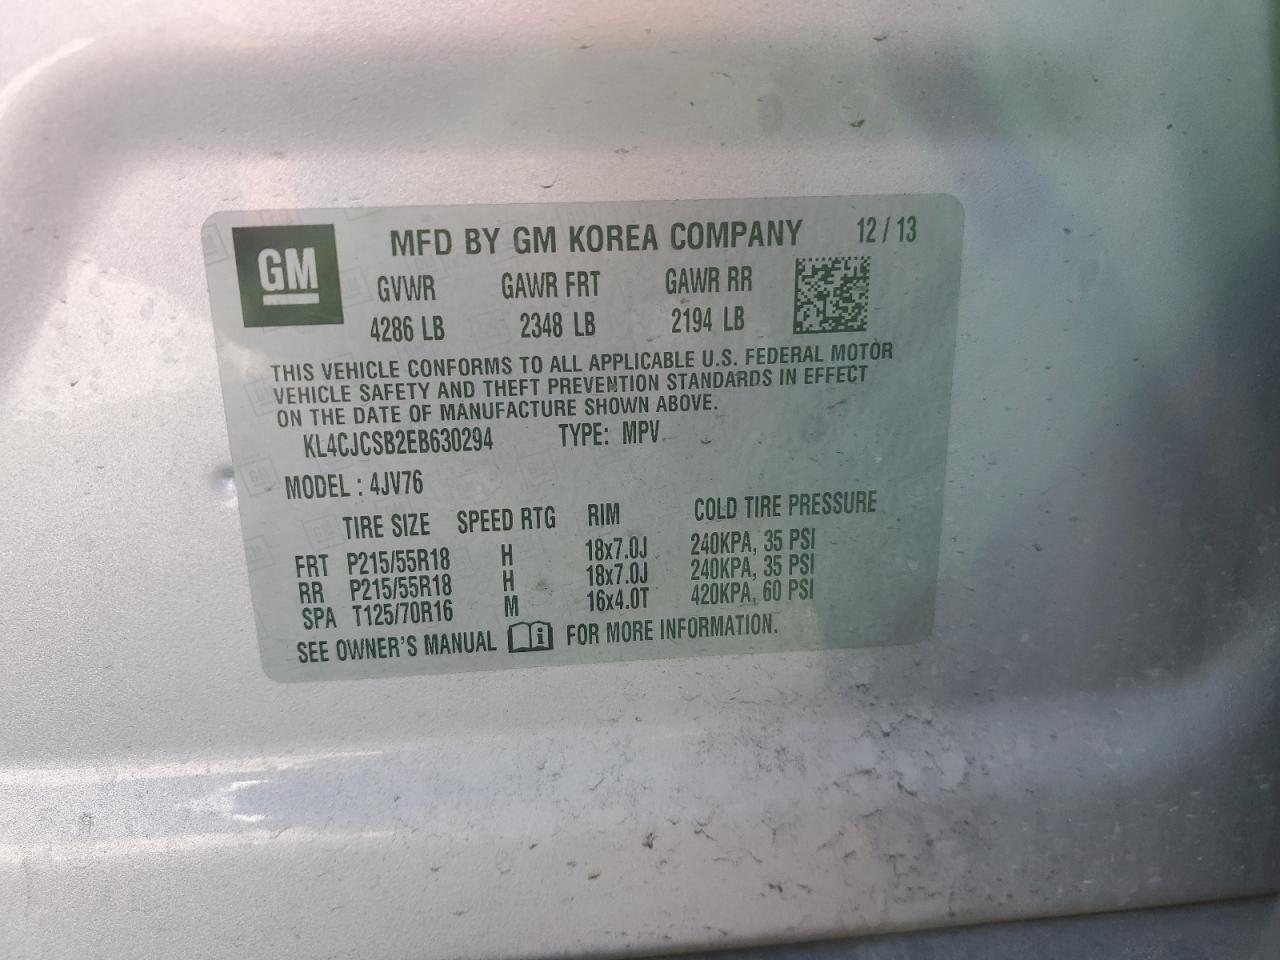 GM
MFD BY GM KOREA COMPANY 12 / 13
GVWR GAWR FRT GAWR RR
4286 LB 2348 LB 2194 LB
THIS VEHICLE CONFORMS TO ALL APPLICABLE U.S. FEDERAL MOTOR
VEHICLE SAFETY AND THEFT PREVENTION STANDARDS IN EFFECT
ON THE DATE OF MANUFACTURE SHOWN ABOVE.
KL4CJCSB2EB630294 TYPE: MPV
MODEL : 4JV76
TIRE SIZE SPEED RTG RIM COLD TIRE PRESSURE
FRT P215/55R18 H 18x7.0J 240KPA, 35 PSI
RR P215/55R18 H 18x7.0J 240KPA, 35 PSI
SPA T125/70R16 M 16x4.0T 420KPA, 60 PSI
SEE OWNER'S MANUAL i FOR MORE INFORMATION.